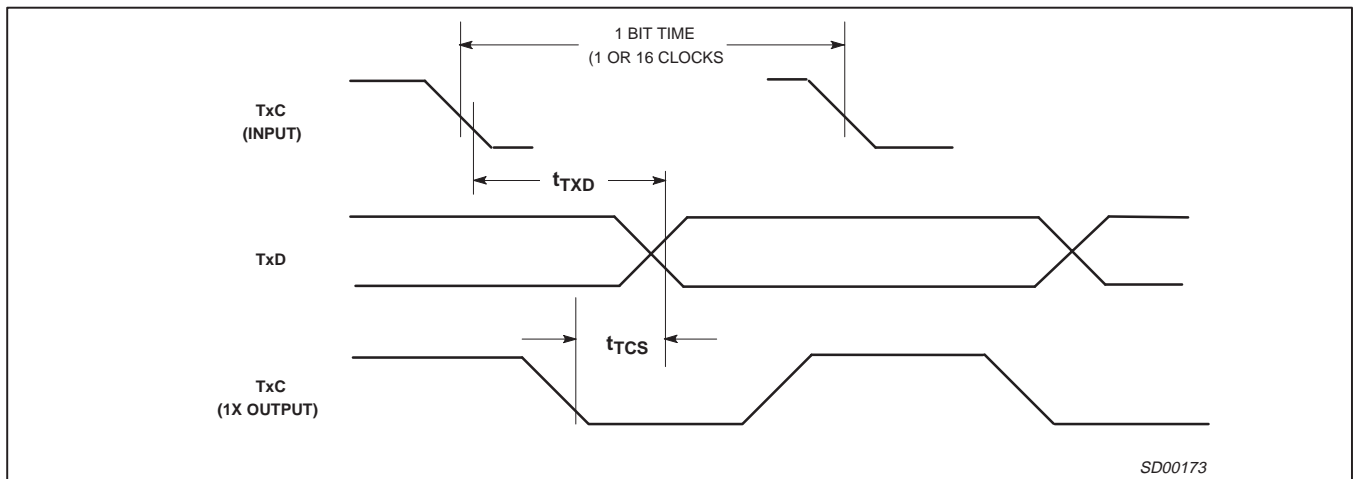 1 BIT TIME
(1 OR 16 CLOCKS
TxC
(INPUT)
tTXD
TxD
tTCS
TxC
(1X OUTPUT)
SD00173